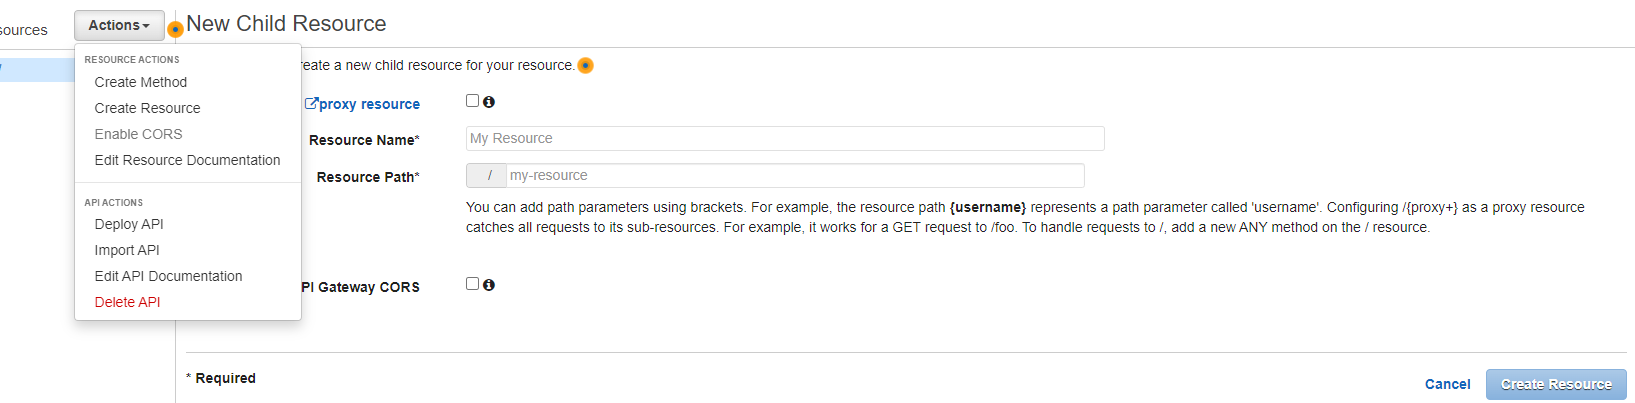 Actions
New Child Resource
RESOURCE ACTIONS
Create Method
Create Resource
Enable CORS
Edit Resource Documentation
API ACTIONS
Deploy API
Import API
Edit API Documentation
Delete API
a new child resource for your resource.
proxy resource
Resource Name*
My Resource
Resource Path*
/ my-resource
You can add path parameters using brackets. For example, the resource path {username} represents a path parameter called 'username'. Configuring /{proxy+} as a proxy resource
catches all requests to its sub-resources. For example, it works for a GET request to /foo. To handle requests to /, add a new ANY method on the / resource.
Gateway CORS
* Required
Cancel
Create Resource